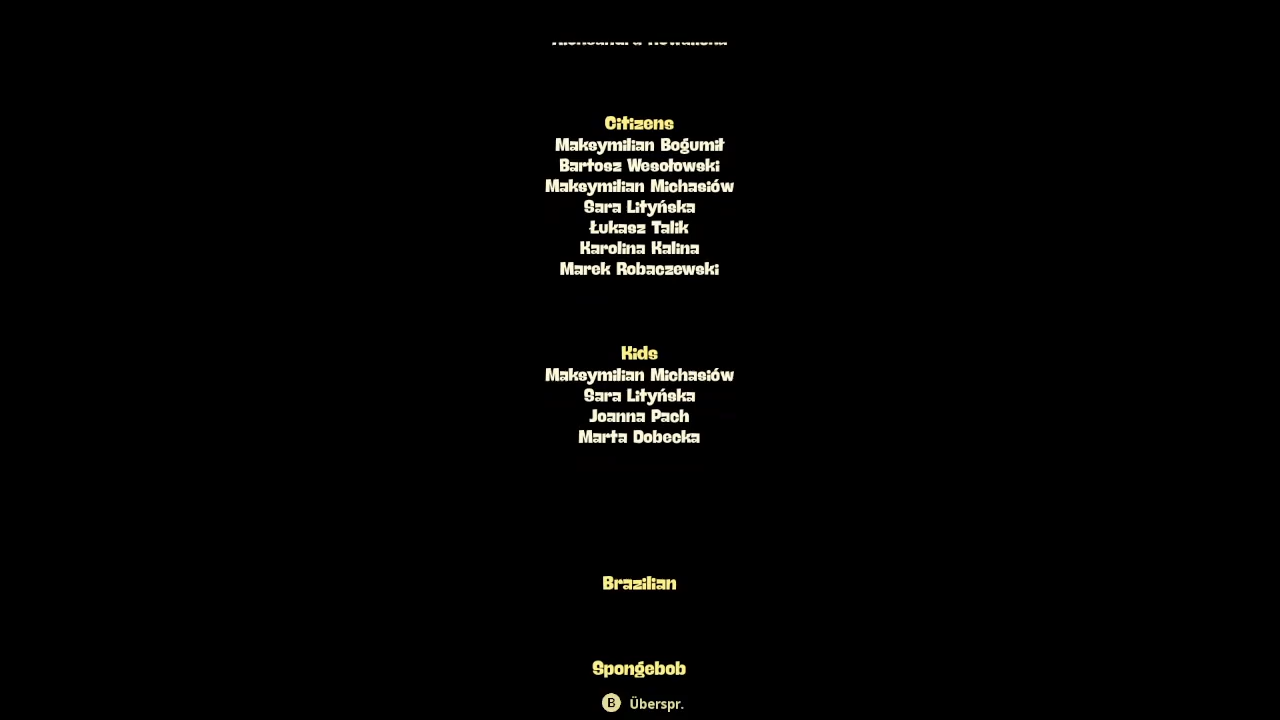 Citizens
Maksymilian Bogumił
Bartosz Wesołowski
Maksymilian Michasiów
Sara Lityńska
Łukasz Talik
Karolina Kalina
Marek Robaczewski
Kids
Maksymilian Michasiów
Sara Lityńska
Joanna Pach
Marta Dobecka
Brazilian
Spongebob
B Überspr.